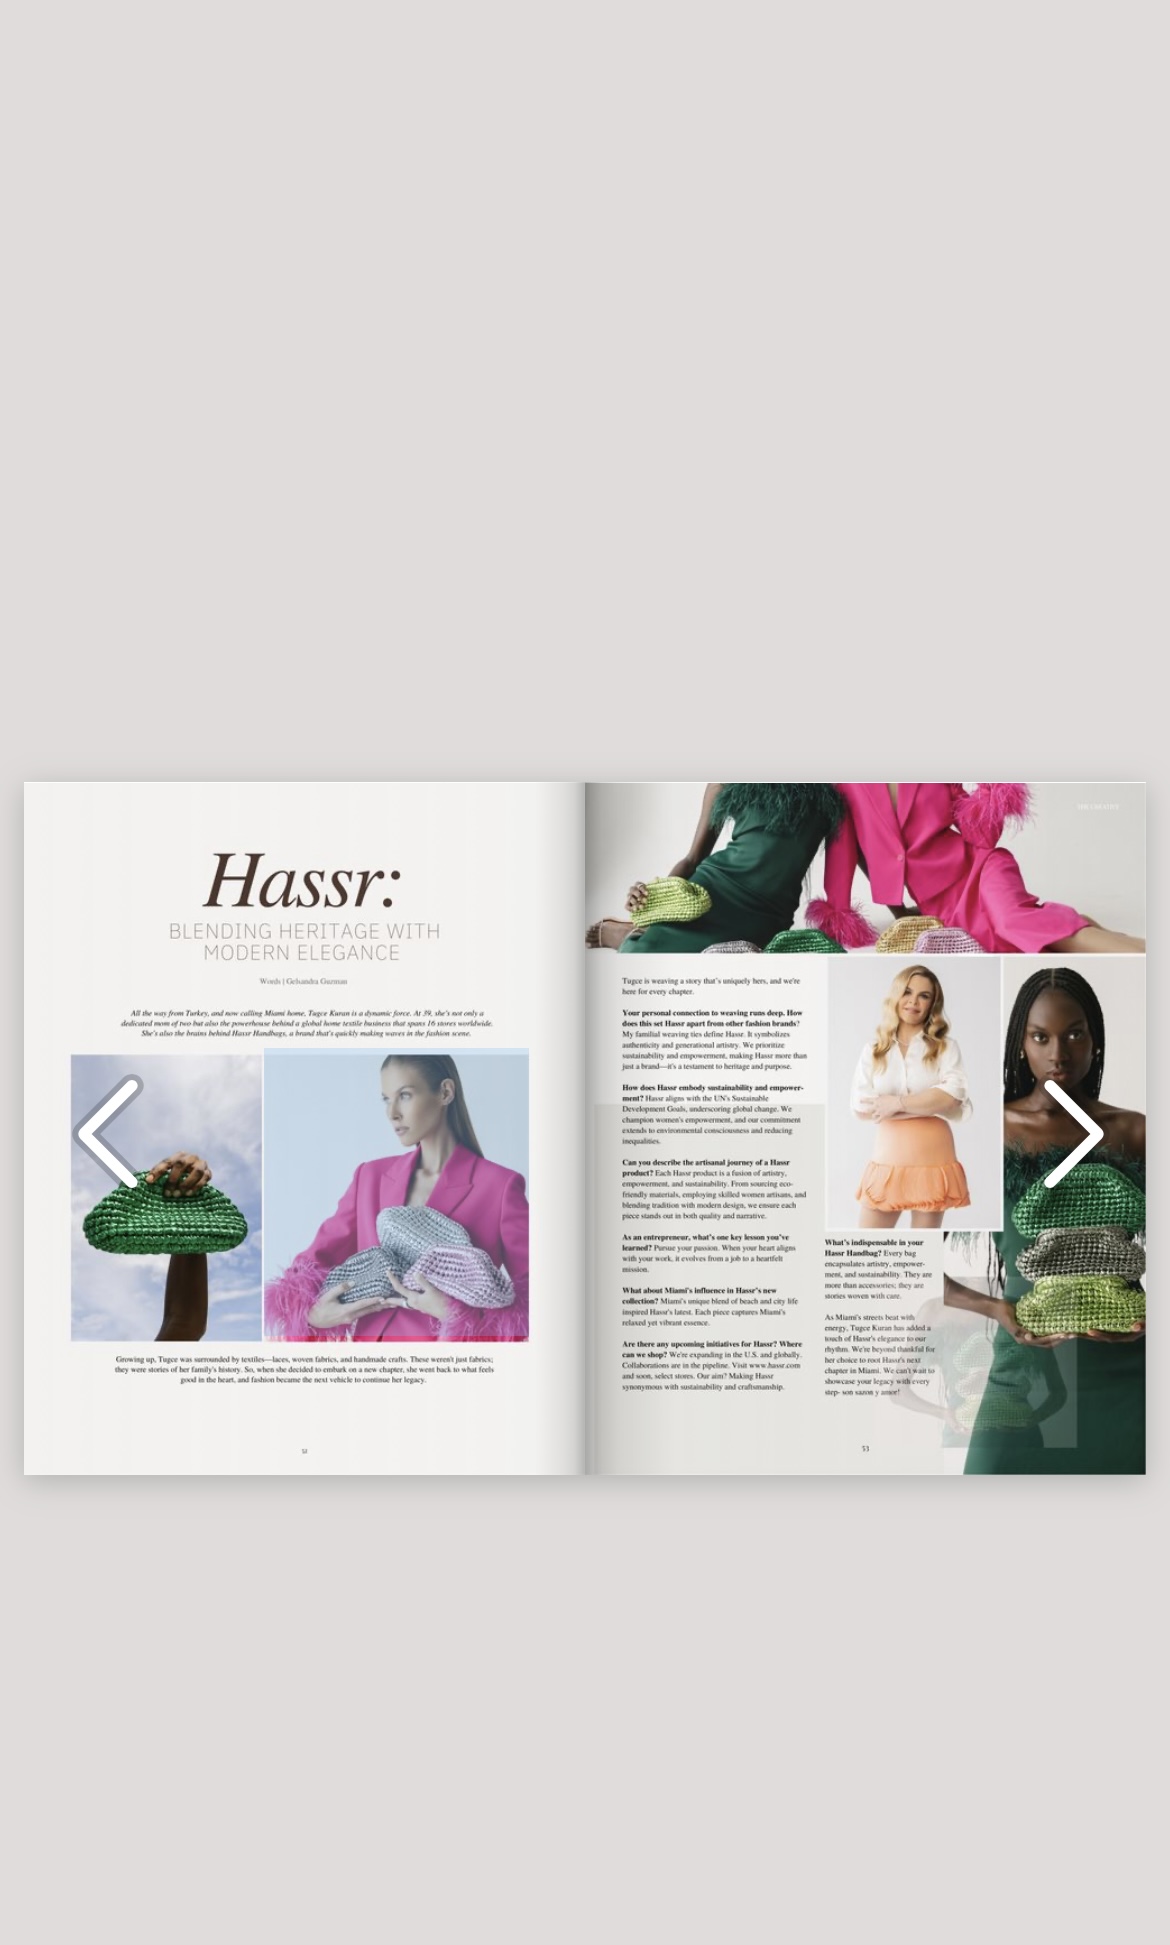 Hassr:
BLENDING HERITAGE WITH
MODERN ELEGANCE
Words | Gelsandra Guzman
All the way from Turkey, and now calling Miami home, Tugce Kuran is a dynamic force. At 39, she's not only a
dedicated mom of two but also the powerhouse behind a global home textile business that spans 16 stores worldwide.
She's also the brains behind Hassr Handbags, a brand that's quickly making waves in the fashion scene.
Growing up, Tugce was surrounded by textiles—laces, woven fabrics, and handmade crafts. These weren't just fabrics;
they were stories of her family's history. So, when she decided to embark on a new chapter, she went back to what feels
good in the heart, and fashion became the next vehicle to continue her legacy.
52
Tugce is weaving a story that's uniquely hers, and we're
here for every chapter.
Your personal connection to weaving runs deep. How
does this set Hassr apart from other fashion brands?
My familial weaving ties define Hassr. It symbolizes
authenticity and generational artistry. We prioritize
sustainability and empowerment, making Hassr more than
just a brand—it's a testament to heritage and purpose.
How does Hassr embody sustainability and empower-
ment? Hassr aligns with the UN's Sustainable
Development Goals, underscoring global change. We
champion women's empowerment, and our commitment
extends to environmental consciousness and reducing
inequalities.
Can you describe the artisanal journey of a Hassr
product? Each Hassr product is a fusion of artistry,
empowerment, and sustainability. From sourcing eco-
friendly materials, employing skilled women artisans, and
blending tradition with modern design, we ensure each
piece stands out in both quality and narrative.
As an entrepreneur, what's one key lesson you've
learned? Pursue your passion. When your heart aligns
with your work, it evolves from a job to a heartfelt
mission.
What about Miami's influence in Hassr's new
collection? Miami's unique blend of beach and city life
inspired Hassr's latest. Each piece captures Miami's
relaxed yet vibrant essence.
Are there any upcoming initiatives for Hassr? Where
can we shop? We're expanding in the U.S. and globally.
Collaborations are in the pipeline. Visit www.hassr.com
and soon, select stores. Our aim? Making Hassr
synonymous with sustainability and craftsmanship.
What's indispensable in your
Hassr Handbag? Every bag
encapsulates artistry, empower-
ment, and sustainability. They are
more than accessories; they are
stories woven with care.
As Miami's streets beat with
energy, Tugce Kuran has added a
touch of Hassr's elegance to our
rhythm. We're beyond thankful for
her choice to root Hassr's next
chapter in Miami. We can't wait to
showcase your legacy with every
step- son sazon y amor!
53